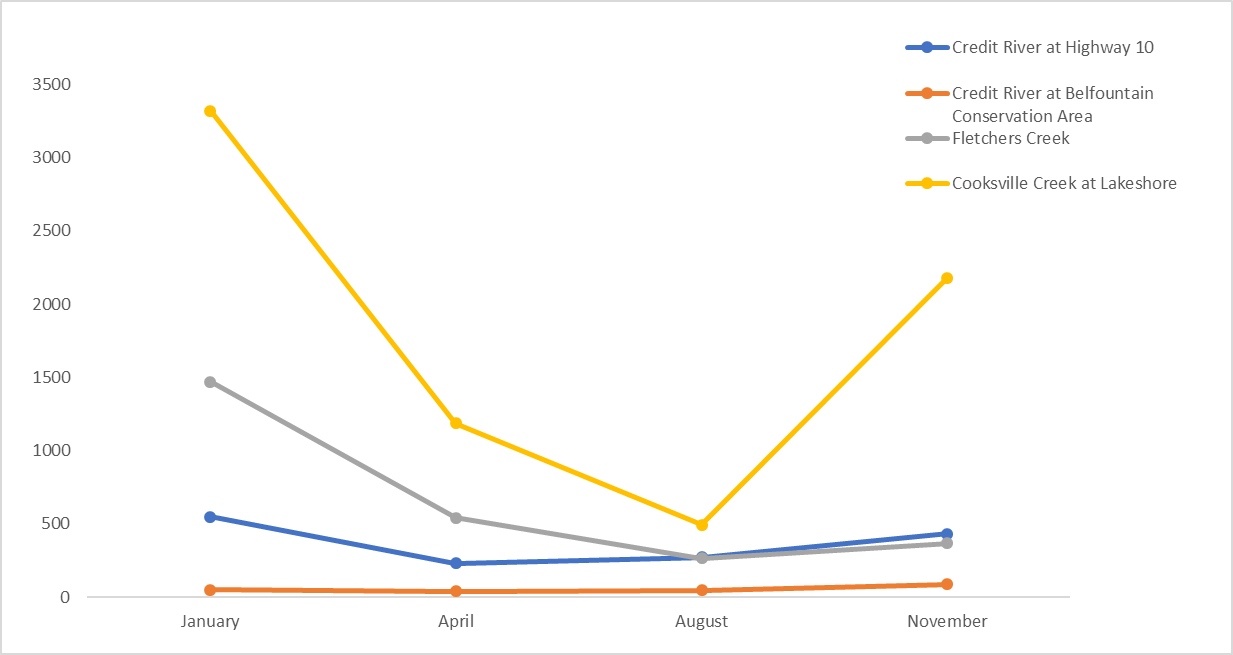 Credit River at Highway 10
Credit River at Belfountain
Conservation Area
Fletchers Creek
Cooksville Creek at Lakeshore
3500
3000
2500
2000
1500
1000
500
0
January
April
August
November